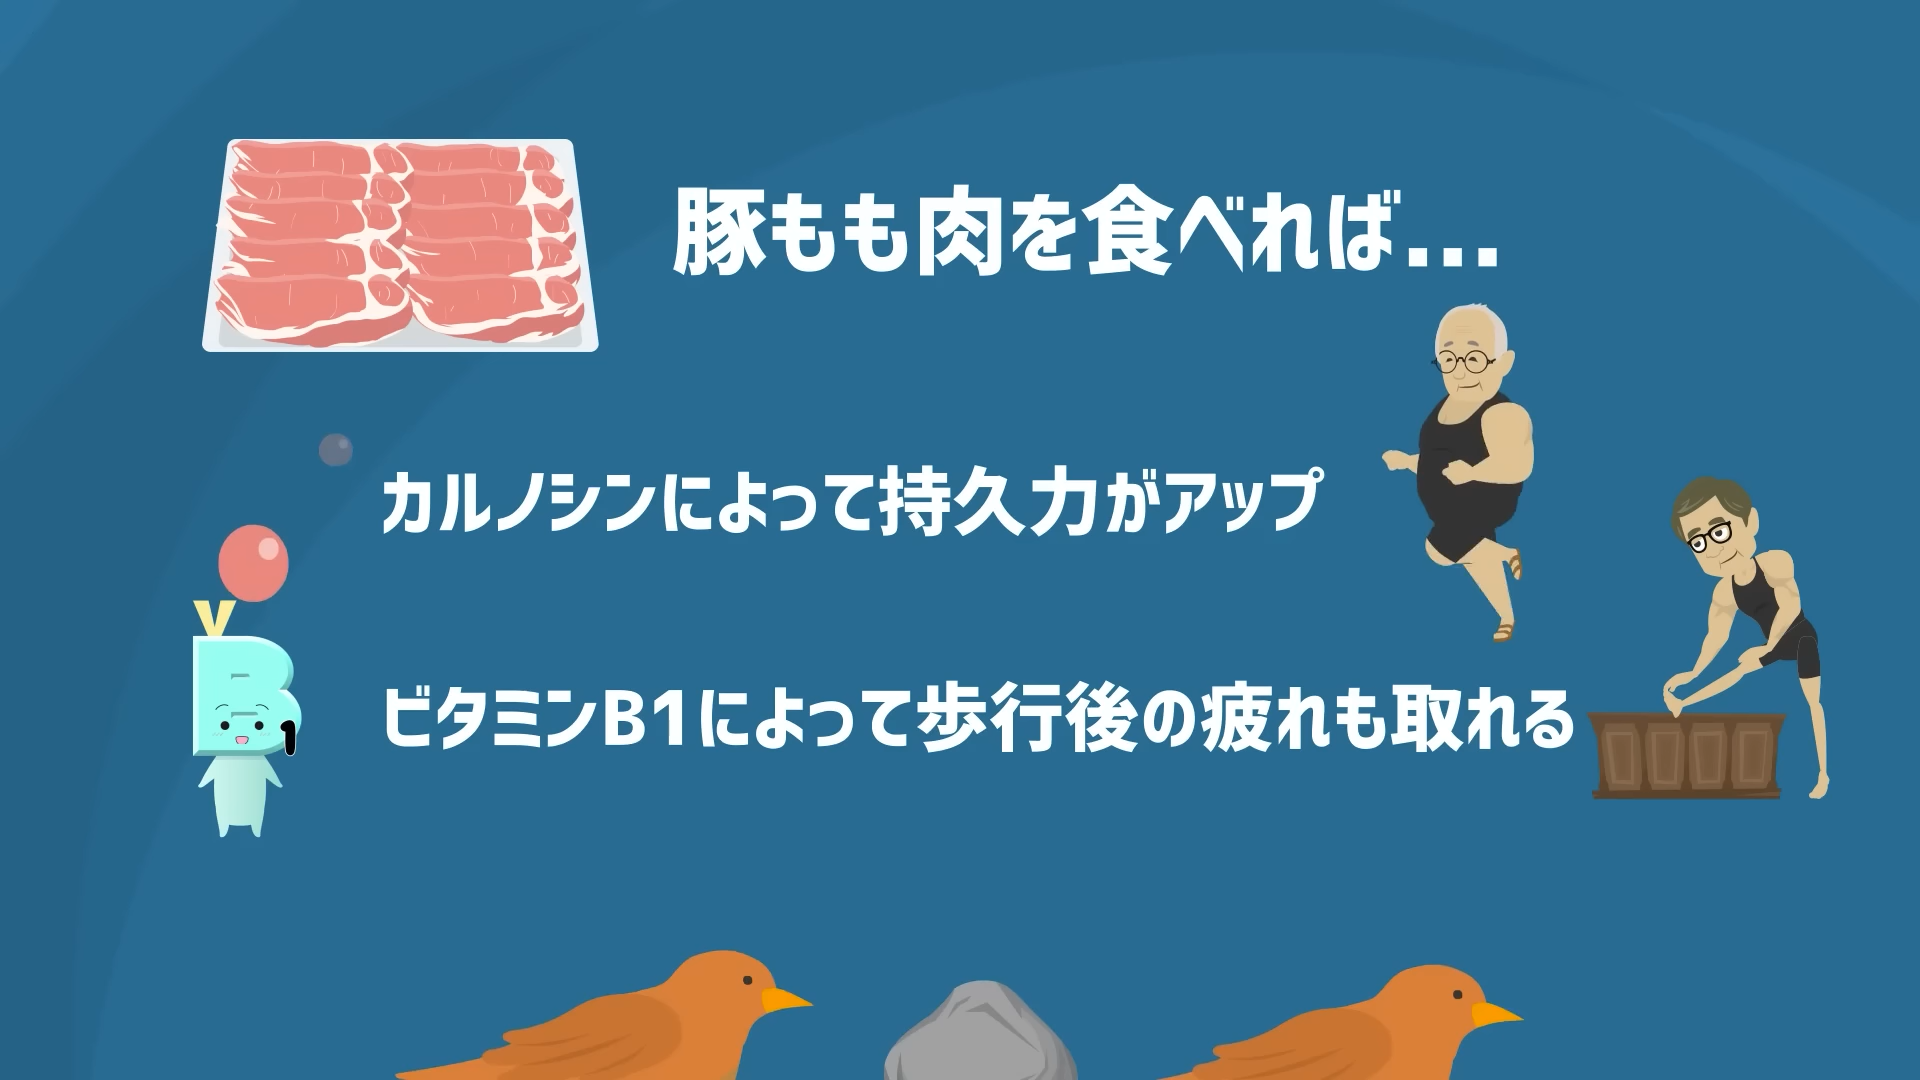 豚もも肉を食べれば...
カルノシンによって持久力がアップ
B1
ビタミンB1によって歩行後の疲れも取れる